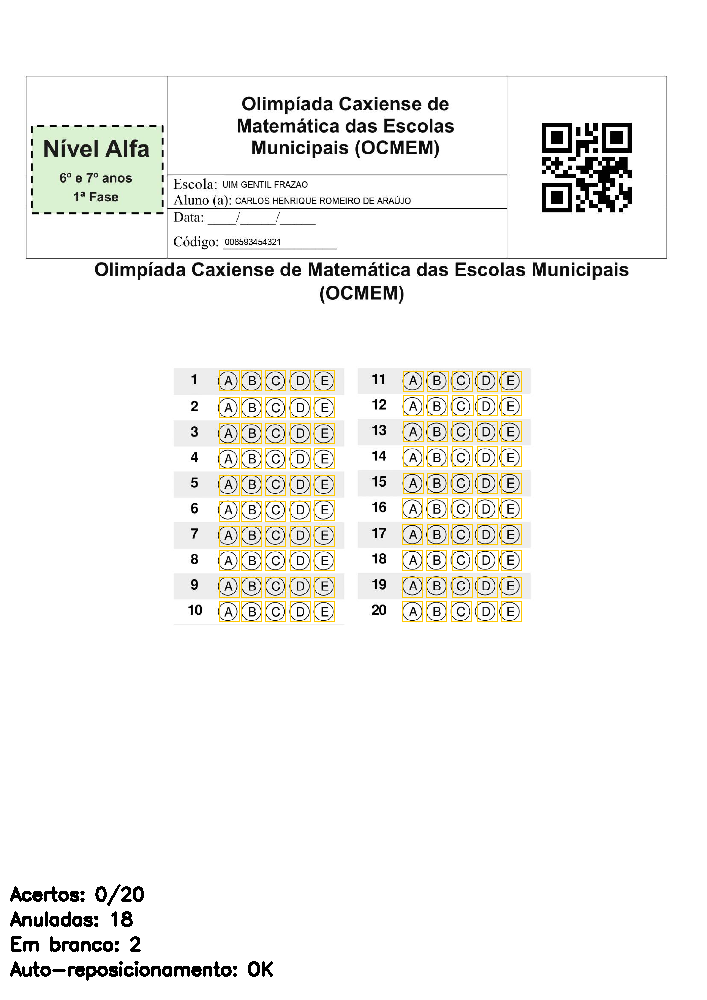 Nível Alfa
6º e 7º anos
1ª Fase
Olimpíada Caxiense de
Matemática das Escolas
Municipais (OCMEM)
Escola: UIM GENTIL FRAZAO
Aluno (a): CARLOS HENRIQUE ROMEIRO DE ARAÚJO
Data: ____/_____/_____
Código: 008593454321
Olimpíada Caxiense de Matemática das Escolas Municipais
(OCMEM)
1 A B C D E 11 A B C D E
2 A B C D E 12 A B C D E
3 A B C D E 13 A B C D E
4 A B C D E 14 A B C D E
5 A B C D E 15 A B C D E
6 A B C D E 16 A B C D E
7 A B C D E 17 A B C D E
8 A B C D E 18 A B C D E
9 A B C D E 19 A B C D E
10 A B C D E 20 A B C D E
Acertos: 0/20
Anuladas: 18
Em branco: 2
Auto-reposicionamento: OK